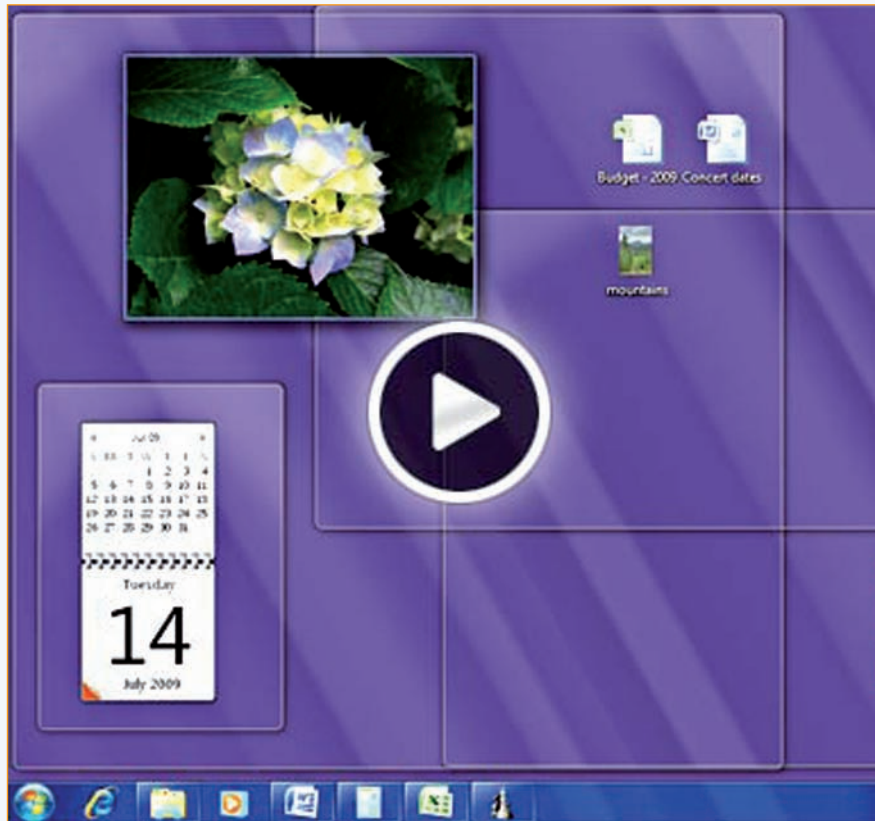 Budget - 2009 Concert dates
mountains
Jul 09
1 2 3 4
5 6 7 8 9 10 11
12 13 14 15 16 17 18
19 20 21 22 23 24 25
26 27 28 29 30 31
Tuesday
14
July 2009